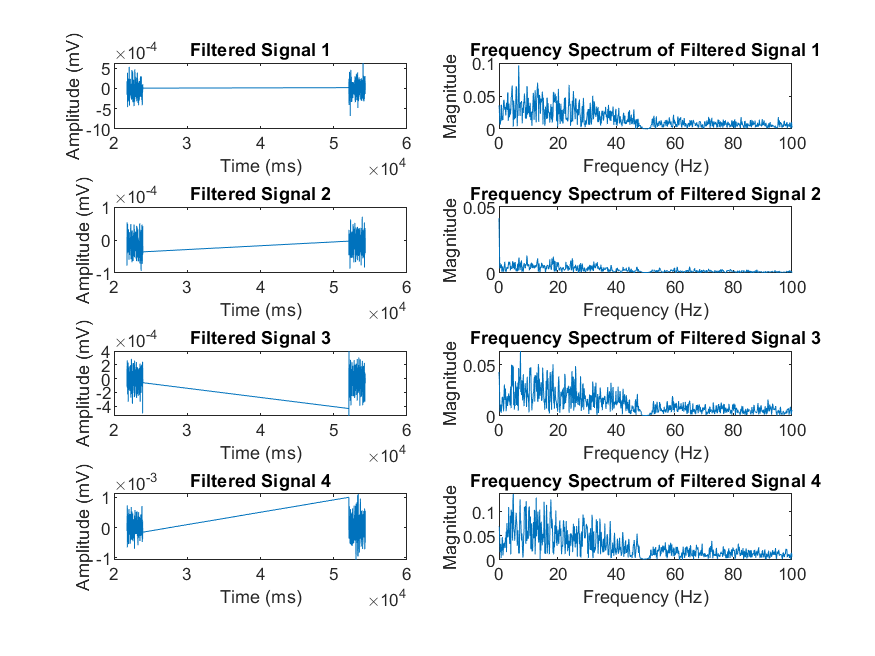 Filtered Signal 1
×10-4
Amplitude (mV)
5
0
-5
-10
2 3 4 5 6
Time (ms)
×104
Frequency Spectrum of Filtered Signal 1
Magnitude
0.1
0.05
0
0 20 40 60 80 100
Frequency (Hz)
Filtered Signal 2
×10-4
Amplitude (mV)
1
0
-1
2 3 4 5 6
Time (ms)
×104
Frequency Spectrum of Filtered Signal 2
Magnitude
0.05
0
0 20 40 60 80 100
Frequency (Hz)
Filtered Signal 3
×10-4
Amplitude (mV)
4
2
0
-2
-4
2 3 4 5 6
Time (ms)
×104
Frequency Spectrum of Filtered Signal 3
Magnitude
0.05
0
0 20 40 60 80 100
Frequency (Hz)
Filtered Signal 4
×10-3
Amplitude (mV)
1
0
-1
2 3 4 5 6
Time (ms)
×104
Frequency Spectrum of Filtered Signal 4
Magnitude
0.1
0.05
0
0 20 40 60 80 100
Frequency (Hz)